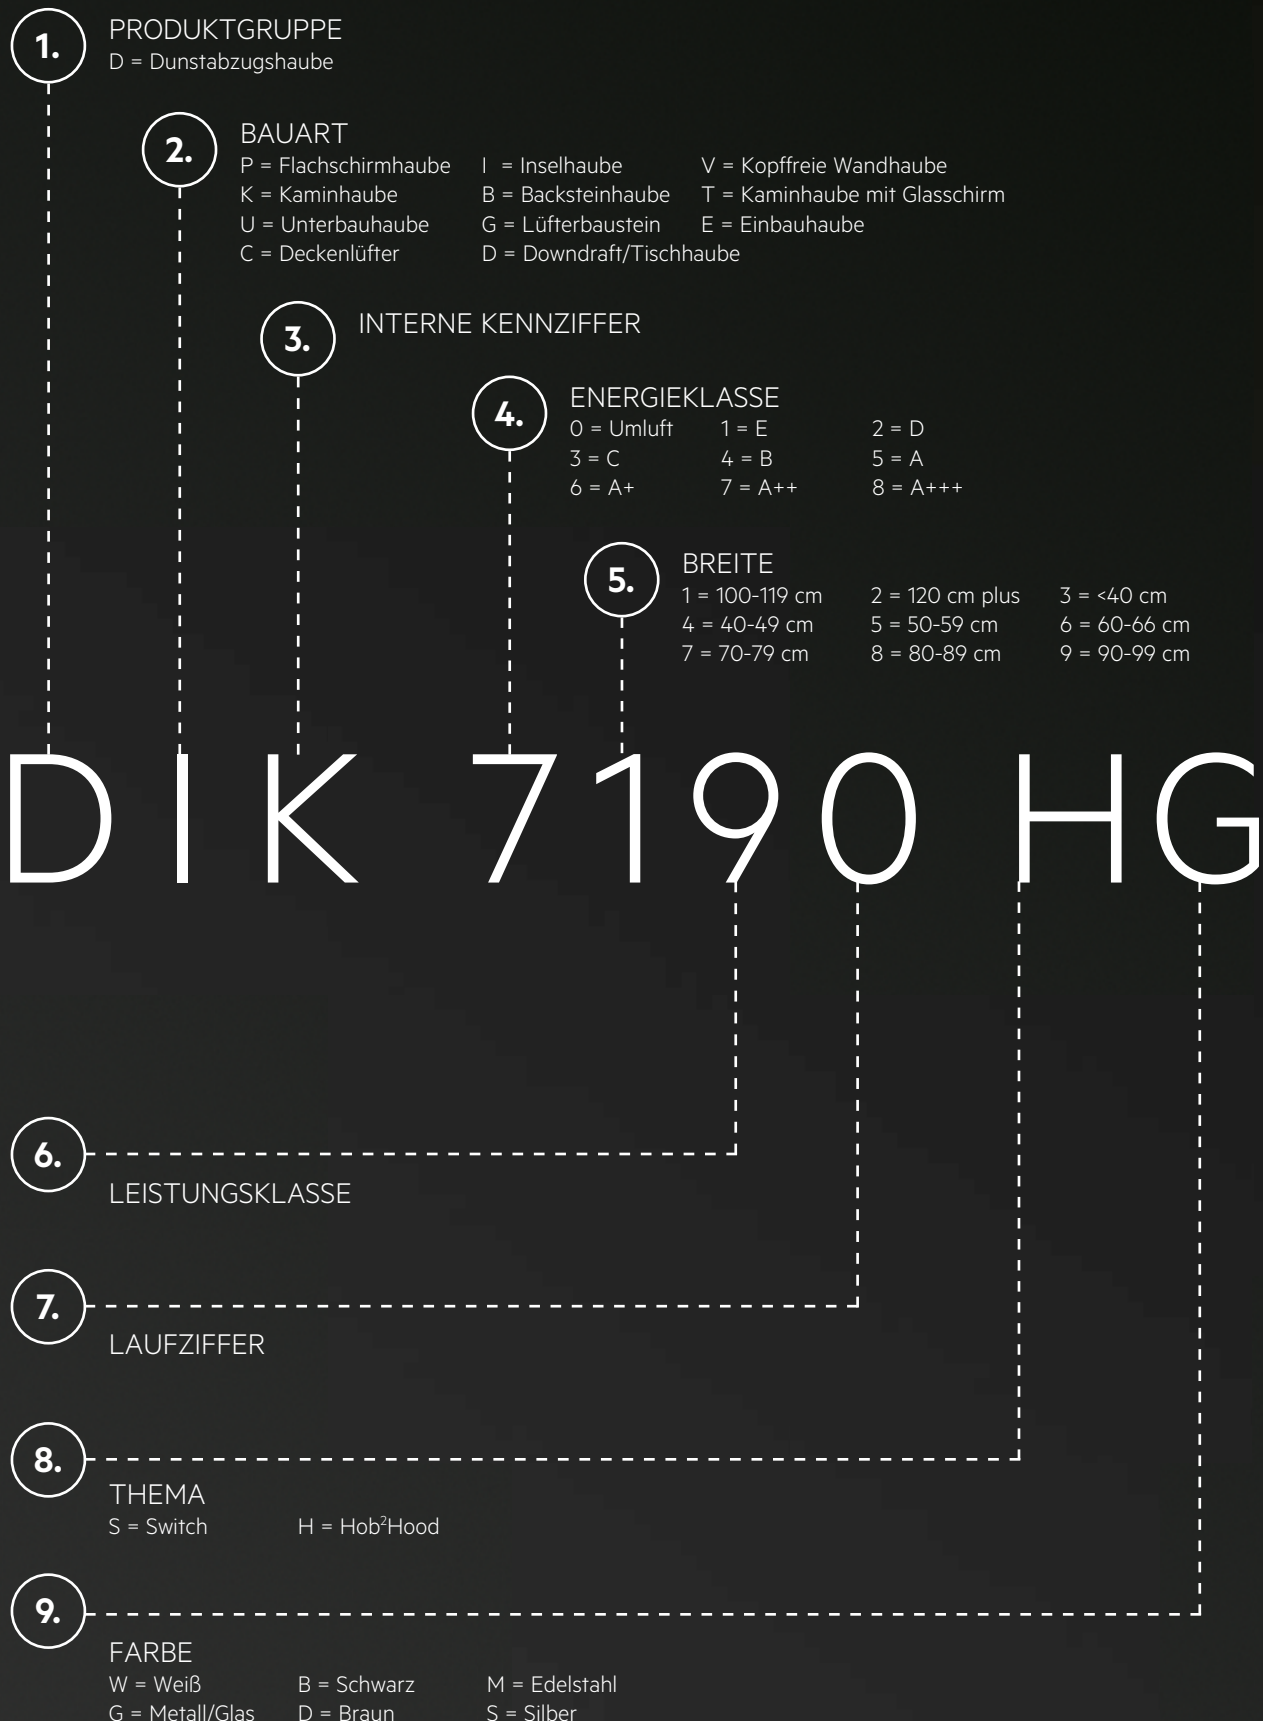 1. PRODUKTGRUPPE
D = Dunstabzugshaube
2. BAUART
P = Flachschirmhaube I = Inselhaube V = Kopffreie Wandhaube
K = Kaminhaube B = Backsteinhaube T = Kaminhaube mit Glasschirm
U = Unterbauhaube G = Lüfterbaustein E = Einbauhaube
C = Deckenlüfter D = Downdraft/Tischhaube
3. INTERNE KENNZIFFER
4. ENERGIEKLASSE
0 = Umluft 1 = E 2 = D
3 = C 4 = B 5 = A
6 = A+ 7 = A++ 8 = A+++
5. BREITE
1 = 100-119 cm 2 = 120 cm plus 3 = <40 cm
4 = 40-49 cm 5 = 50-59 cm 6 = 60-66 cm
7 = 70-79 cm 8 = 80-89 cm 9 = 90-99 cm
DIK 7190 HG
6.
LEISTUNGSKLASSE
7.
LAUFZIFFER
8.
THEMA
S = Switch H = Hob²Hood
9.
FARBE
W = Weiß B = Schwarz M = Edelstahl
G = Metall/Glas D = Braun S = Silber